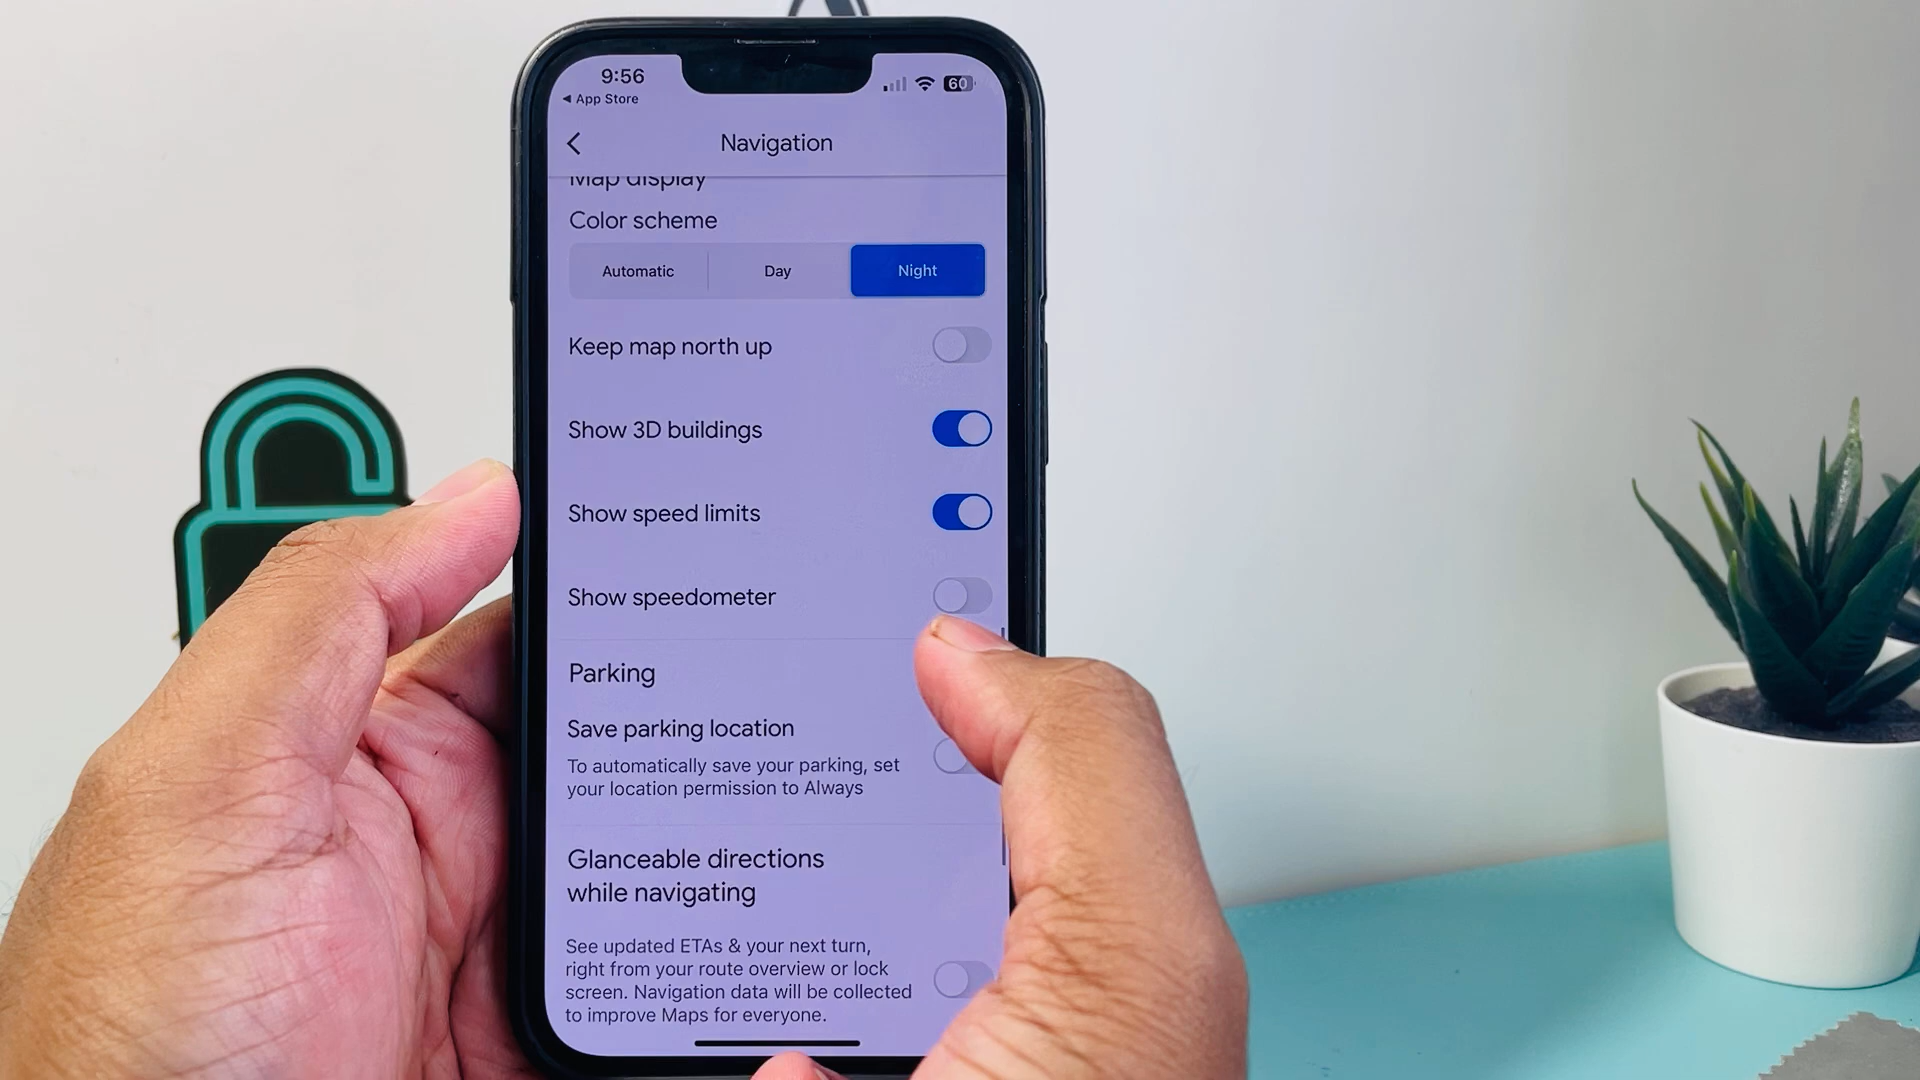 9:56
60
◀ App Store
Navigation
Map display
Color scheme
Automatic Day Night
Keep map north up
Show 3D buildings
Show speed limits
Show speedometer
Parking
Save parking location
To automatically save your parking, set
your location permission to Always
Glanceable directions
while navigating
See updated ETAs & your next turn,
right from your route overview or lock
screen. Navigation data will be collected
to improve Maps for everyone.